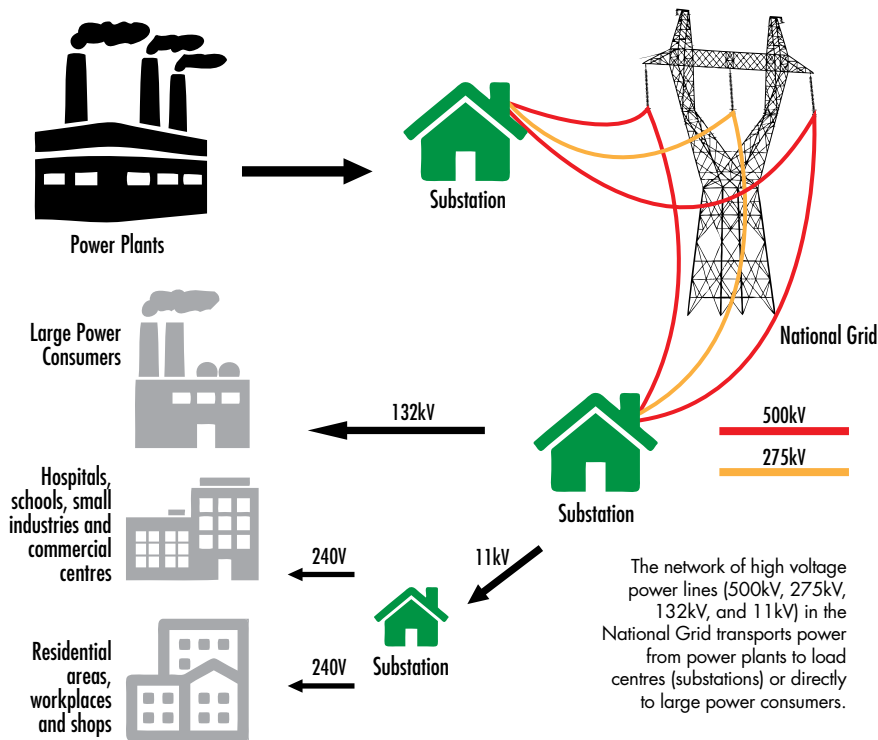 Power Plants
Substation
National Grid
Large Power
Consumers
132kV
500kV
275kV
Substation
Hospitals,
schools, small
industries and
commercial
centres
240V
11kV
Substation
Residential
areas,
workplaces
and shops
240V
The network of high voltage
power lines (500kV, 275kV,
132kV, and 11kV) in the
National Grid transports power
from power plants to load
centres (substations) or directly
to large power consumers.